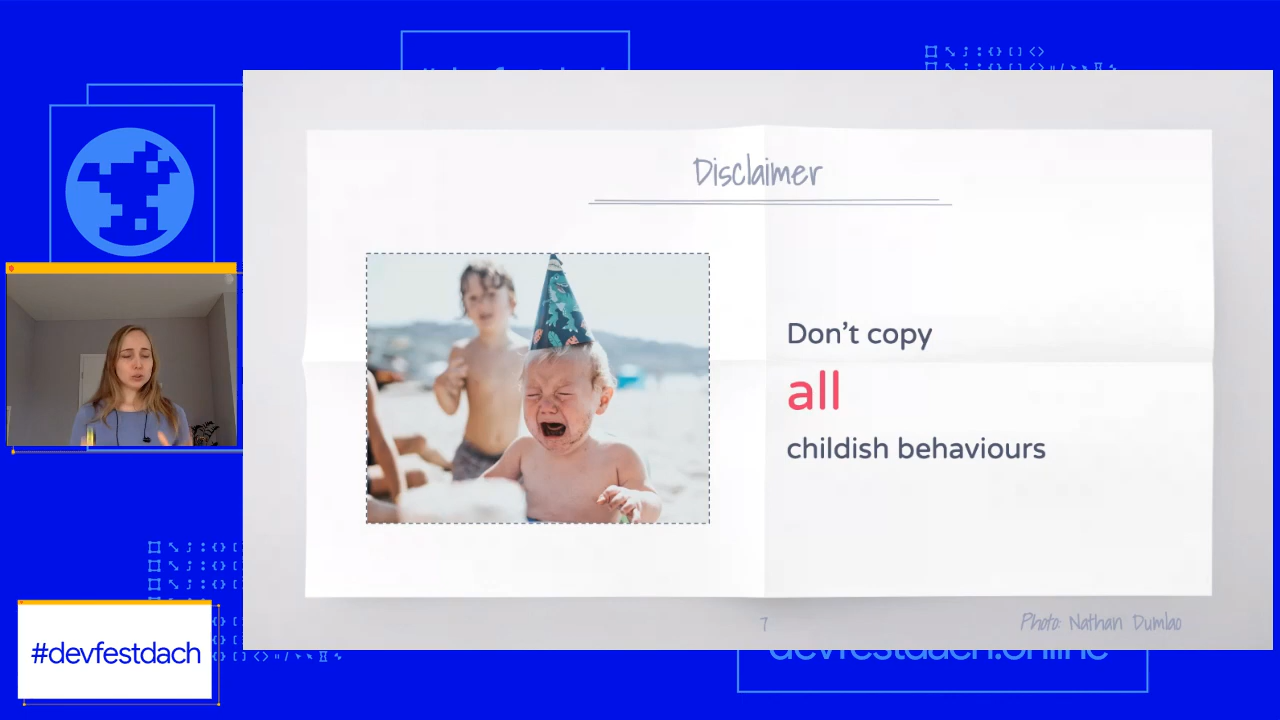 Disclaimer
Don't copy
all
childish behaviours
7
Photo: Nathan Dumlao
#devfestdach
devfestdach.online